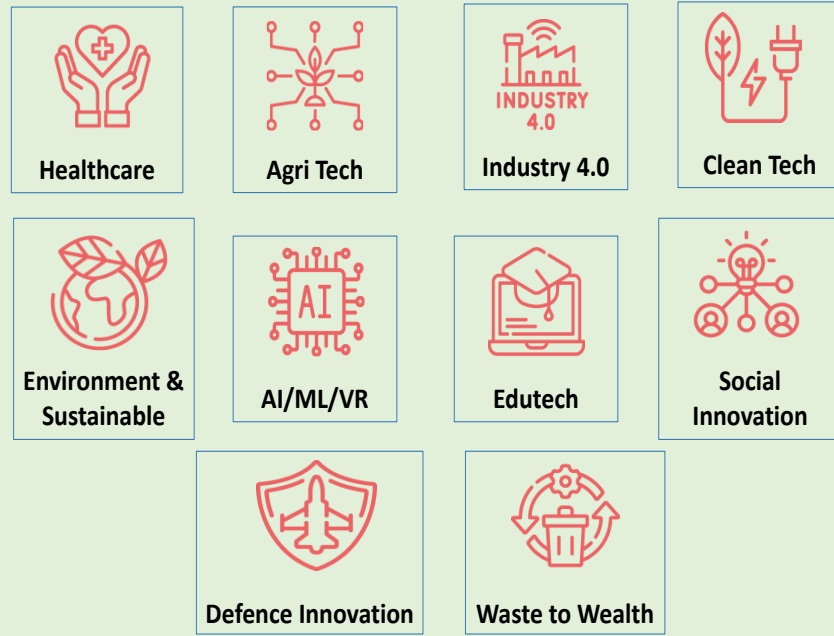 INDUSTRY
4.0
Healthcare
Agri Tech
Industry 4.0
Clean Tech
AI
Environment &
Sustainable
AI/ML/VR
Edutech
Social
Innovation
Defence Innovation
Waste to Wealth